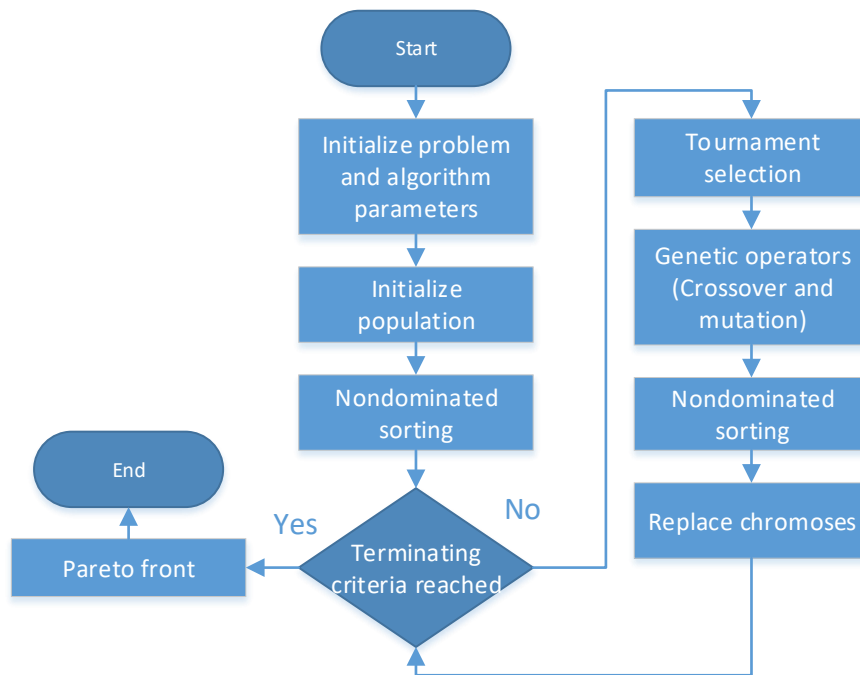 Start
Initialize problem
and algorithm
parameters
Initialize
population
Nondominated
sorting
Terminating
criteria reached
Yes
No
Pareto front
End
Tournament
selection
Genetic operators
(Crossover and
mutation)
Nondominated
sorting
Replace chromoses